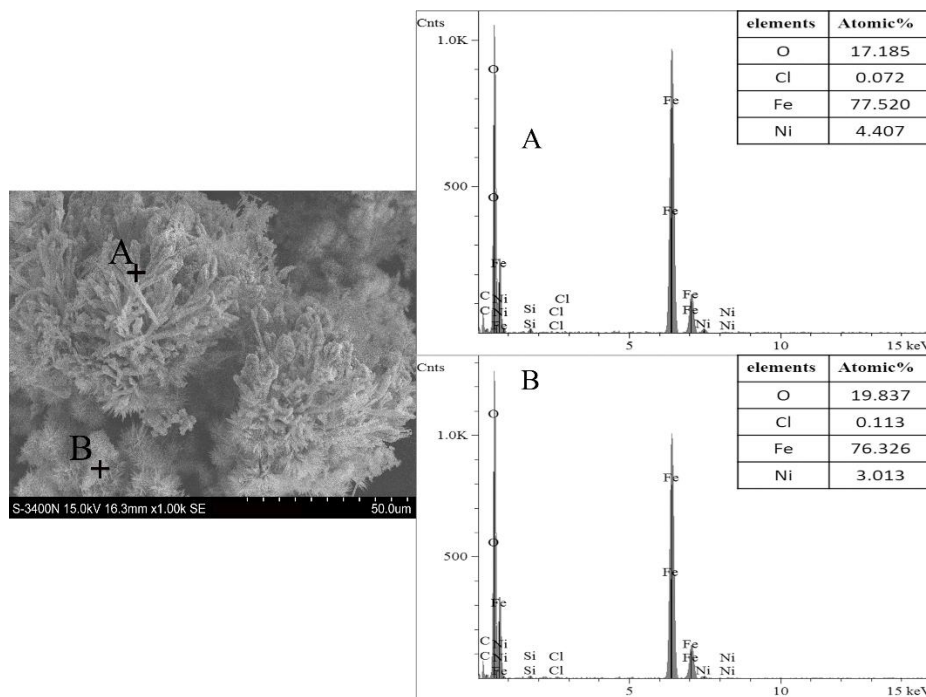 A
B
S-3400N 15.0kV 16.3mm x1.00k SE
50.0um
Cnts
1.0K
500
O
O
Fe
C
C
Ni
Ni
Fe
Si
Si
Cl
Cl
Cl
A
Fe
Fe
Fe
Fe
Ni
Ni
Ni
5
10
15 keV
elements Atomic%
O 17.185
Cl 0.072
Fe 77.520
Ni 4.407
Cnts
1.0K
500
O
O
Fe
C
C
Ni
Ni
Fe
Si
Si
Cl
Cl
B
Fe
Fe
Fe
Fe
Ni
Ni
Ni
5
10
15 keV
elements Atomic%
O 19.837
Cl 0.113
Fe 76.326
Ni 3.013